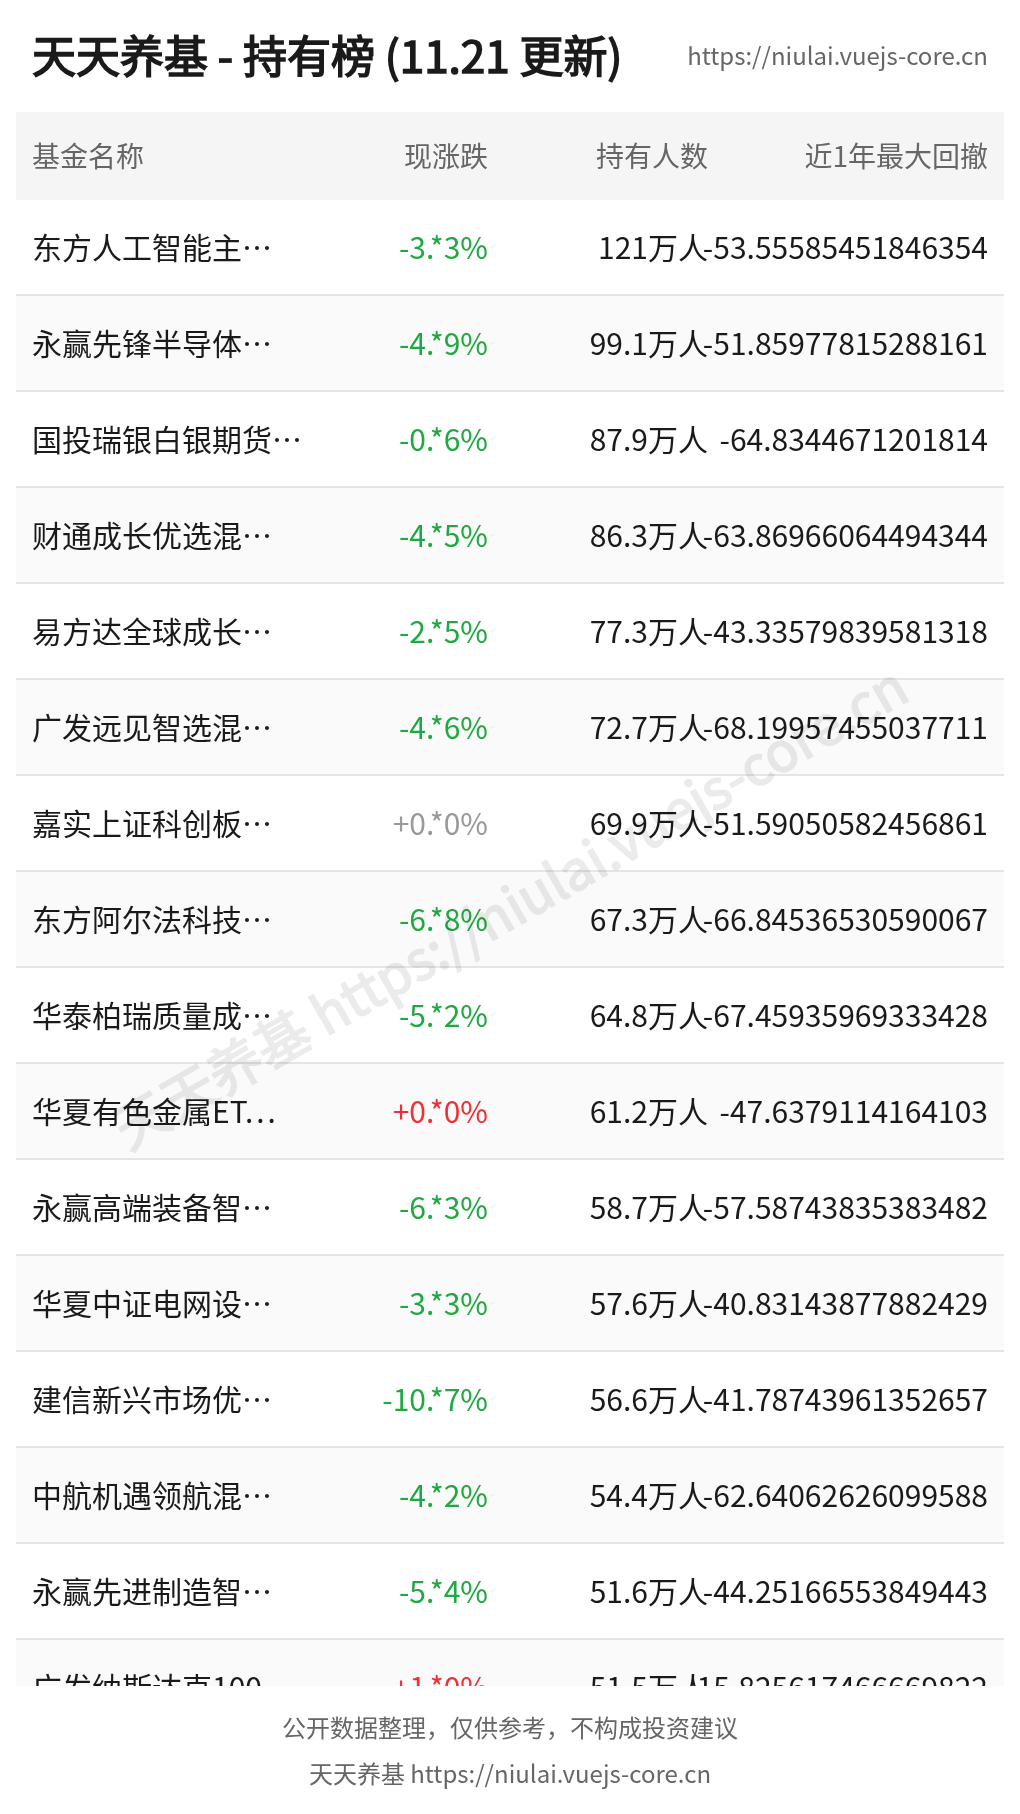 天天养基 - 持有榜 (11.21 更新) https://niulai.vuejs-core.cn
基金名称 现涨跌 持有人数 近1年最大回撤
东方人工智能主… -3.*3% 121万人 -53.55585451846354
永赢先锋半导体… -4.*9% 99.1万人 -51.85977815288161
国投瑞银白银期货… -0.*6% 87.9万人 -64.8344671201814
财通成长优选混… -4.*5% 86.3万人 -63.86966064494344
易方达全球成长… -2.*5% 77.3万人 -43.33579839581318
广发远见智选混… -4.*6% 72.7万人 -68.19957455037711
嘉实上证科创板… +0.*0% 69.9万人 -51.59050582456861
东方阿尔法科技… -6.*8% 67.3万人 -66.84536530590067
华泰柏瑞质量成… -5.*2% 64.8万人 -67.45935969333428
华夏有色金属ET… +0.*0% 61.2万人 -47.6379114164103
永赢高端装备智… -6.*3% 58.7万人 -57.58743835383482
华夏中证电网设… -3.*3% 57.6万人 -40.83143877882429
建信新兴市场优… -10.*7% 56.6万人 -41.78743961352657
中航机遇领航混… -4.*2% 54.4万人 -62.64062626099588
永赢先进制造智… -5.*4% 51.6万人 -44.25166553849443
广发纳斯达克100 +1.*0% 51.5万人
天天养基 https://niulai.vuejs-core.cn
公开数据整理，仅供参考，不构成投资建议
天天养基 https://niulai.vuejs-core.cn